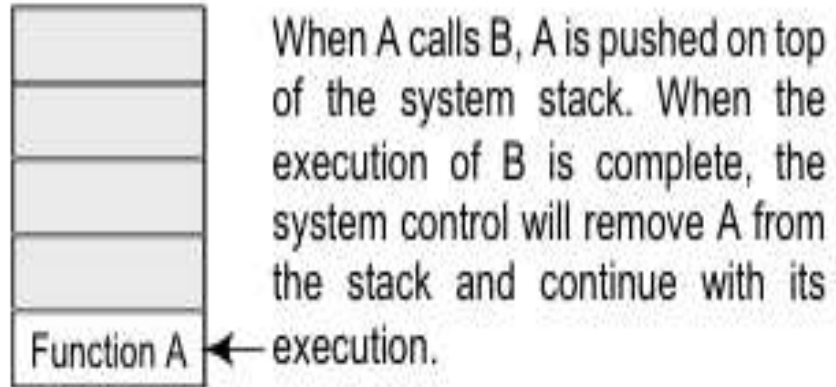 When A calls B, A is pushed on top
of the system stack. When the
execution of B is complete, the
system control will remove A from
the stack and continue with its
execution.
Function A